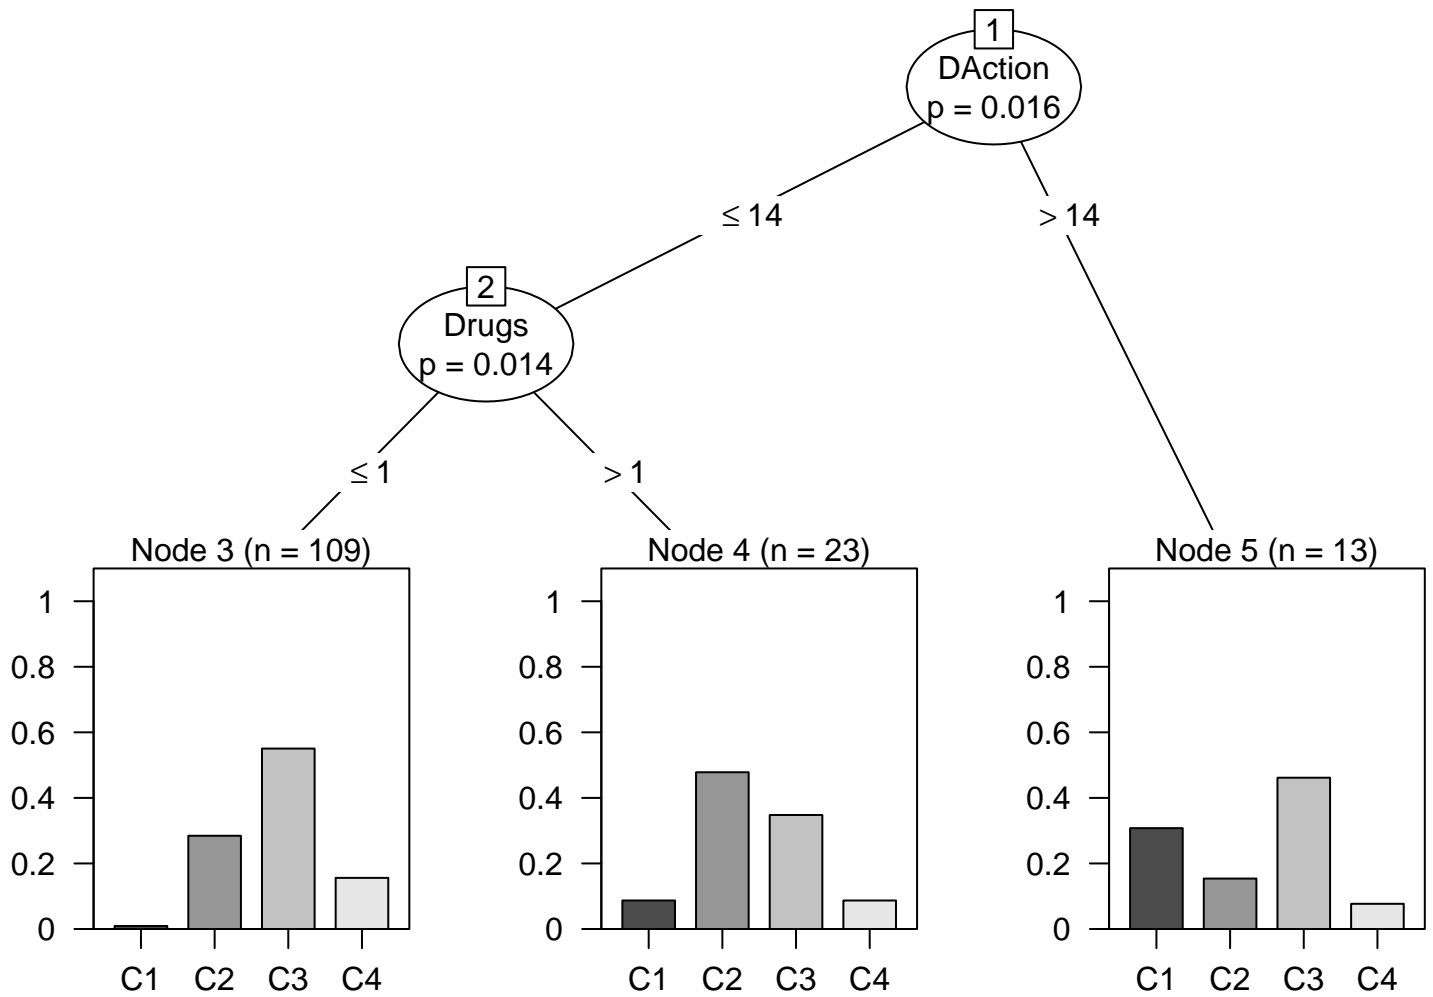 1
DAction
p = 0.016
≤ 14
> 14
2
Drugs
p = 0.014
≤ 1
> 1
Node 3 (n = 109)
1
0.8
0.6
0.4
0.2
0
C1 C2 C3 C4
Node 4 (n = 23)
1
0.8
0.6
0.4
0.2
0
C1 C2 C3 C4
Node 5 (n = 13)
1
0.8
0.6
0.4
0.2
0
C1 C2 C3 C4